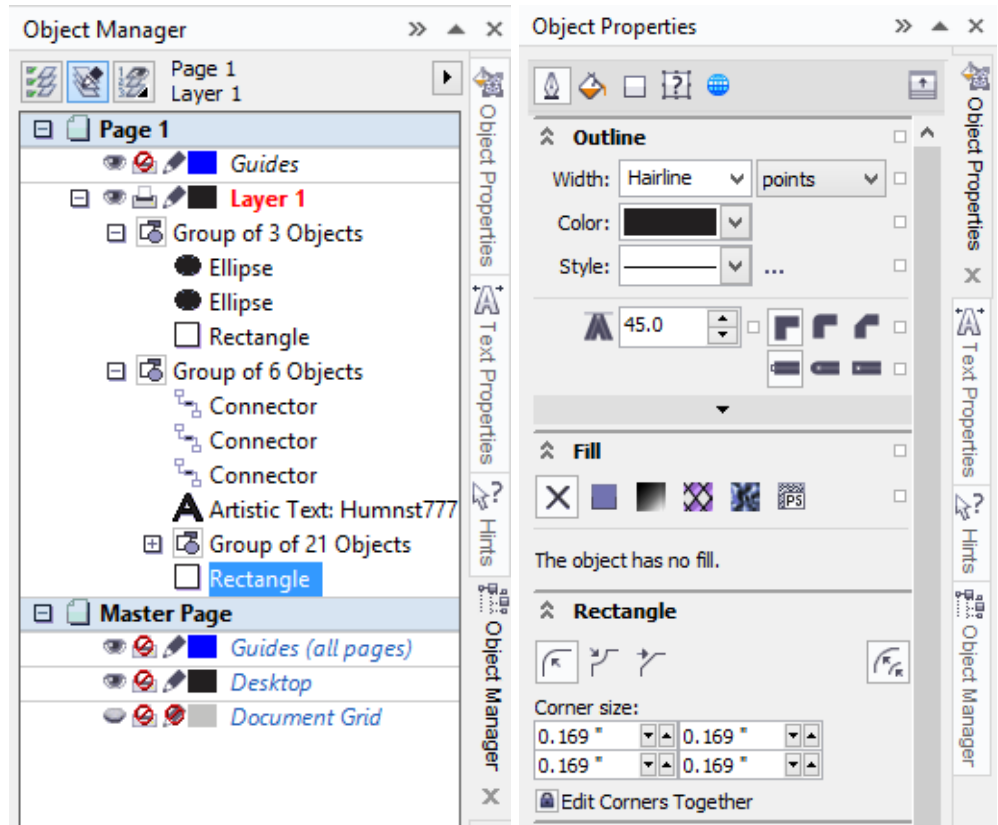 Object Manager
Page 1
Layer 1
Page 1
Guides
Layer 1
Group of 3 Objects
Ellipse
Ellipse
Rectangle
Group of 6 Objects
Connector
Connector
Connector
Artistic Text: Humnst777
Group of 21 Objects
Rectangle
Master Page
Guides (all pages)
Desktop
Document Grid
Object Properties
Text Properties
Hints
Object Manager
Object Properties
Outline
Width: Hairline points
Color:
Style: ...
45.0
Fill
PS
The object has no fill.
Rectangle
Corner size:
0.169 " 0.169 "
0.169 " 0.169 "
Edit Corners Together
Object Properties
Text Properties
Hints
Object Manager